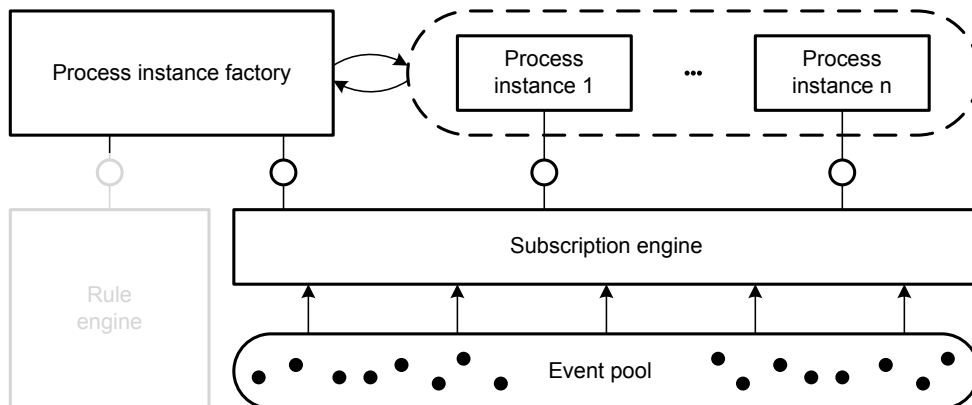 Process instance factory
Process
instance 1
...
Process
instance n
Subscription engine
Rule
engine
Event pool